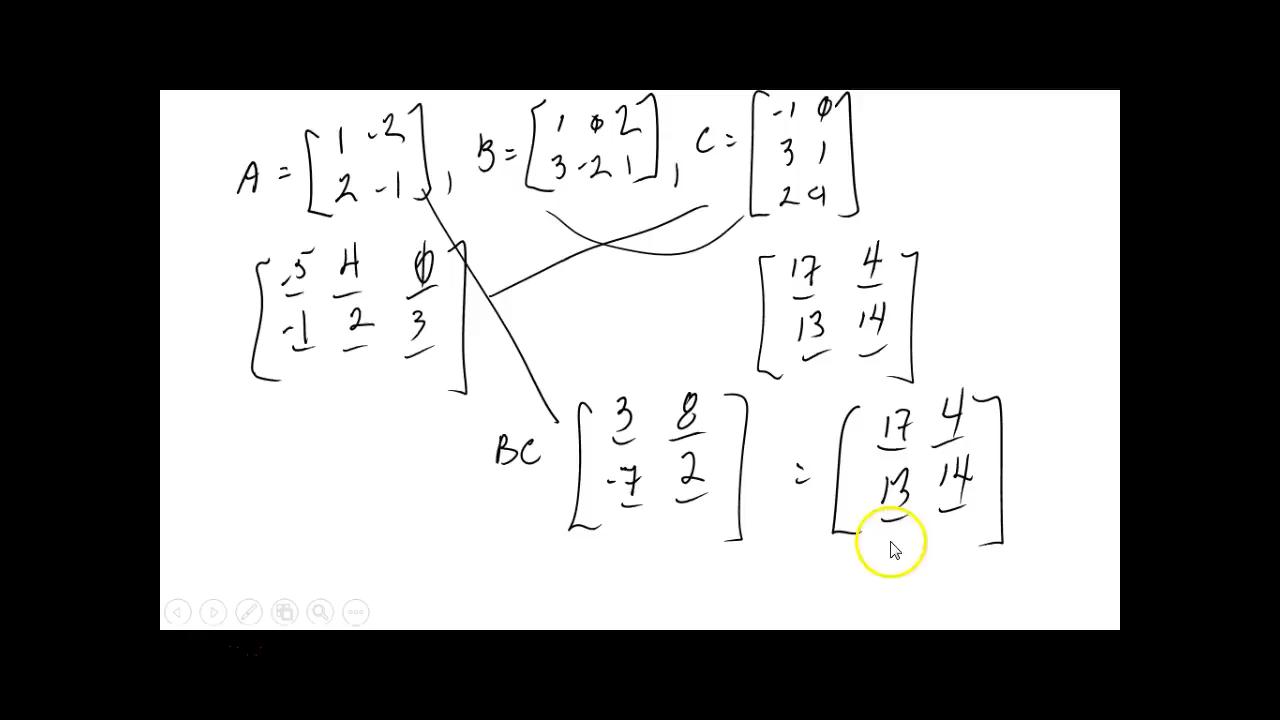 A = [1 -2], B = [1 0 2], C = [-1 0]
[2 -1] [3 -2 1] [3 1]
[2 4]
[-5 4 0] [17 4]
[-1 2 3] [13 14]
BC [3 8] = [17 4]
[-7 2] [13 14]